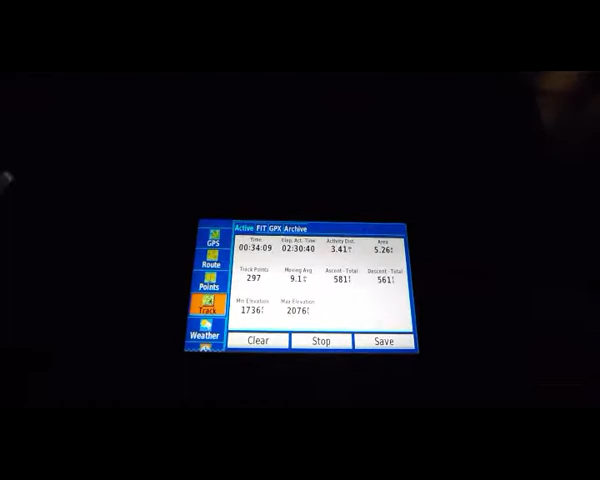 Active FIT GPX Archive
Time Elap. Act. Time Activity Dist. Area
00:34:09 02:30:40 3.41 5.26
Track Points Moving Avg Ascent - Total Descent - Total
297 9.1 581 561
Min Elevation Max Elevation
1736 2076
Clear Stop Save
GPS
Route
Points
Track
Weather